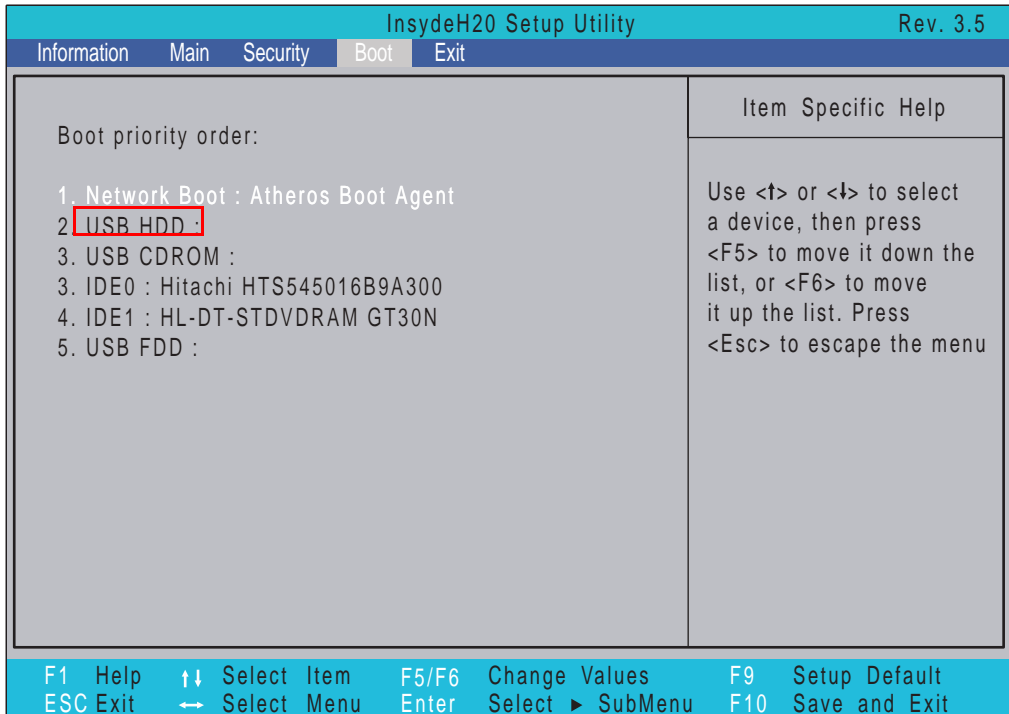 InsydeH20 Setup Utility Rev. 3.5
Information Main Security Boot Exit
Boot priority order:
1. Network Boot : Atheros Boot Agent
2. USB HDD :
3. USB CDROM :
3. IDE0 : Hitachi HTS545016B9A300
4. IDE1 : HL-DT-STDVDRAM GT30N
5. USB FDD :
Item Specific Help
Use <↑> or <↓> to select
a device, then press
<F5> to move it down the
list, or <F6> to move
it up the list. Press
<Esc> to escape the menu
F1 Help ↑↓ Select Item F5/F6 Change Values F9 Setup Default
ESC Exit ↔ Select Menu Enter Select ► SubMenu F10 Save and Exit